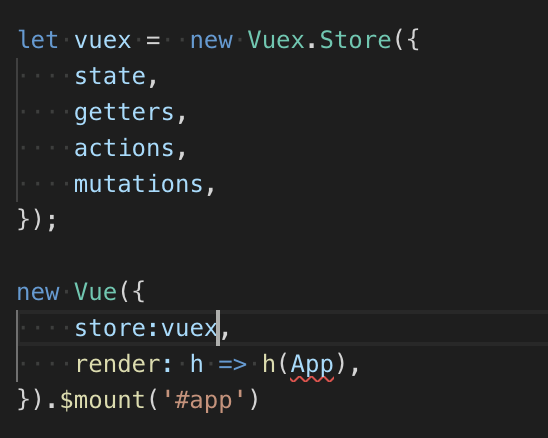 let vuex =  new Vuex.Store({
    state,
    getters,
    actions,
    mutations,
});
new Vue({
    store:vuex,
    render: h => h(App),
}).$mount('#app')